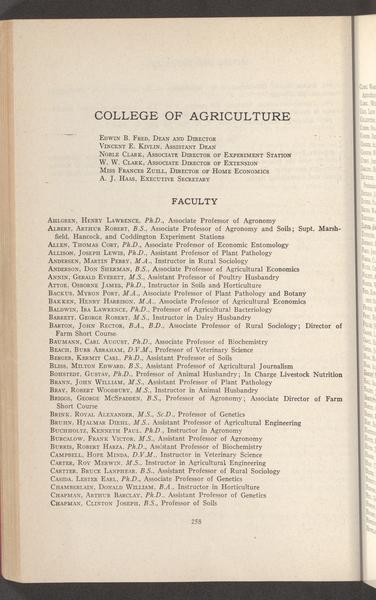 COLLEGE OF AGRICULTURE
EDWIN B. FRED, DEAN AND DIRECTOR
VINCENT E. KIVLIN, ASSISTANT DEAN
NOBLE CLARK, ASSOCIATE DIRECTOR OF EXPERIMENT STATION
W. W. CLARK, ASSOCIATE DIRECTOR OF EXTENSION
MISS FRANCES ZUILL, DIRECTOR OF HOME ECONOMICS
A. J. HAAS, EXECUTIVE SECRETARY
FACULTY
AHLGREN, HENRY LAWRENCE, Ph.D., Associate Professor of Agronomy
ALBERT, ARTHUR ROBERT, B.S., Associate Professor of Agronomy and Soils; Supt. Marsh-
field, Hancock, and Coddington Experiment Stations
ALLEN, THOMAS CORT, Ph.D., Associate Professor of Economic Entomology
ALLISON, JOSEPH LEWIS, Ph.D., Assistant Professor of Plant Pathology
ANDERSEN, MARTIN PERRY, M.A., Instructor in Rural Sociology
ANDERSON, DON SHERMAN, B.S., Associate Professor of Agricultural Economics
ANNIN, GERALD EVERETT, M.S., Assistant Professor of Poultry Husbandry
ATTOE, OSBORNE JAMES, Ph.D., Instructor in Soils and Horticulture
BACKUS, MYRON PORT, M.A., Associate Professor of Plant Pathology and Botany
BAKKEN, HENRY HARRISON, M.A., Associate Professor of Agricultural Economics
BALDWIN, IRA LAWRENCE, Ph.D., Professor of Agricultural Bacteriology
BARRETT, GEORGE ROBERT, M.S., Instructor in Dairy Husbandry
BARTON, JOHN RECTOR, B.A., B.D., Associate Professor of Rural Sociology; Director of
Farm Short Course
BAUMANN, CARL AUGUST, Ph.D., Associate Professor of Biochemistry
BEACH, BURR ABRAHAM, D.V.M., Professor of Veterinary Science
BERGER, KERMIT CARL, Ph.D., Assistant Professor of Soils
BLISS, MILTON EDWARD, B.S., Assistant Professor of Agricultural Journalism
BOHSTEDT, GUSTAV, Ph.D., Professor of Animal Husbandry; In Charge Livestock Nutrition
BRANN, JOHN WILLIAM, M.S., Assistant Professor of Plant Pathology
BRAY, ROBERT WOODBURY, M.S., Instructor in Animal Husbandry
BRIGGS, GEORGE MCSPADDEN, B.S., Professor of Agronomy; Associate Director of Farm
Short Course
BRINK, ROYAL ALEXANDER, M.S., Sc.D., Professor of Genetics
BRUHN, HJALMAR DIEHL, M.S., Assistant Professor of Agricultural Engineering
BUCHHOLTZ, KENNETH PAUL, Ph.D., Instructor in Agronomy
BURCALOW, FRANK VICTOR, M.S., Assistant Professor of Agronomy
BURRIS, ROBERT HARZA, Ph.D., Assistant Professor of Biochemistry
CAMPBELL, HOPE MINDA, D.V.M., Instructor in Veterinary Science
CARTER, ROY MERWIN, M.S., Instructor in Agricultural Engineering
CARTTER, BRUCE LANPHEAR, B.S., Assistant Professor of Rural Sociology
CASIDA, LESTER EARL, Ph.D., Associate Professor of Genetics
CHAMBERLAIN, DONALD WILLIAM, B.A., Instructor in Horticulture
CHAPMAN, ARTHUR BARCLAY, Ph.D., Assistant Professor of Genetics
CHAPMAN, CLINTON JOSEPH, B.S., Professor of Soils
258